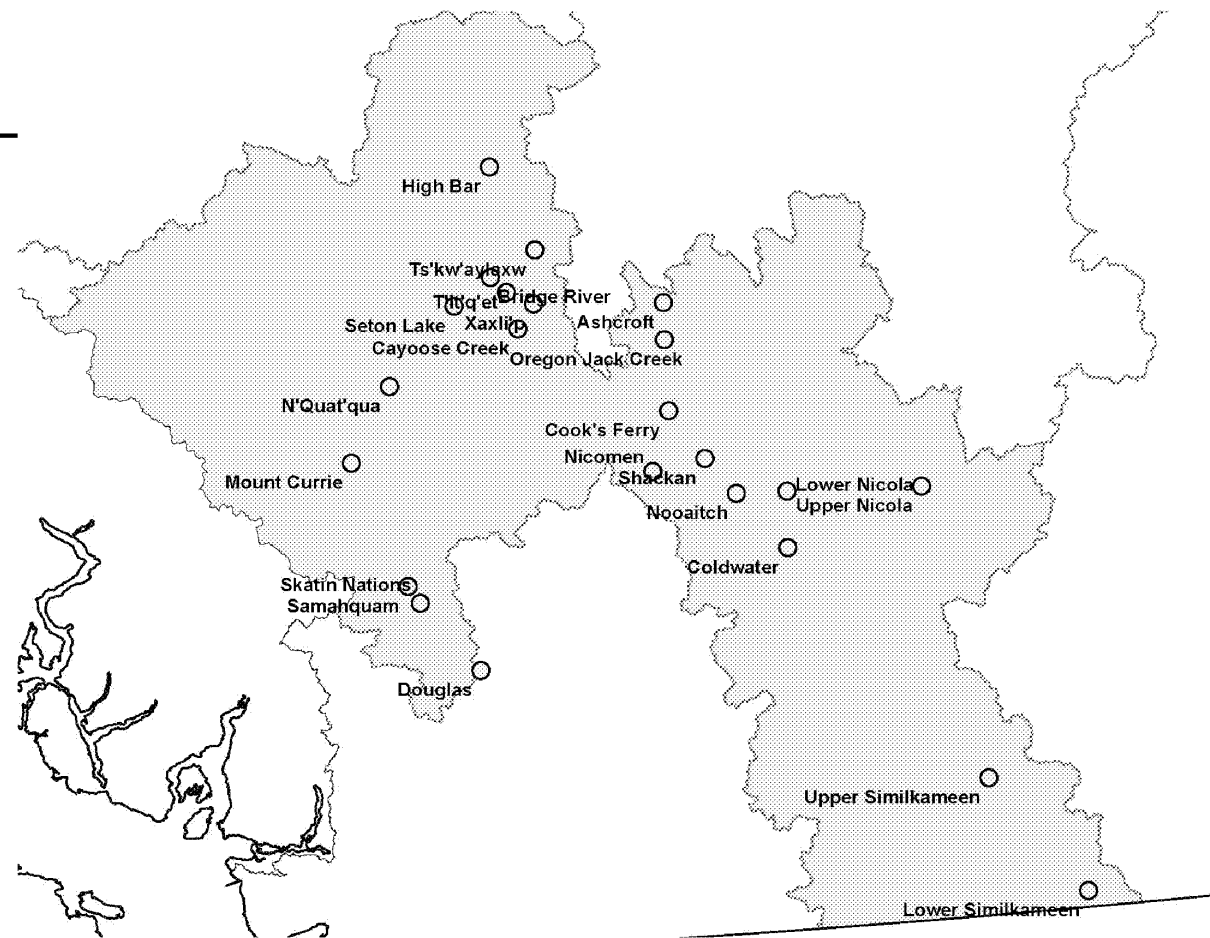 High Bar
Ts'kw'aylaxw
Bridge River
T'it'q'et
Seton Lake
Xaxli'p
Ashcroft
Cayoose Creek
Oregon Jack Creek
N'Quat'qua
Cook's Ferry
Nicomen
Shackan
Mount Currie
Lower Nicola
Upper Nicola
Nooaitch
Coldwater
Skatin Nations
Samahquam
Douglas
Upper Similkameen
Lower Similkameen